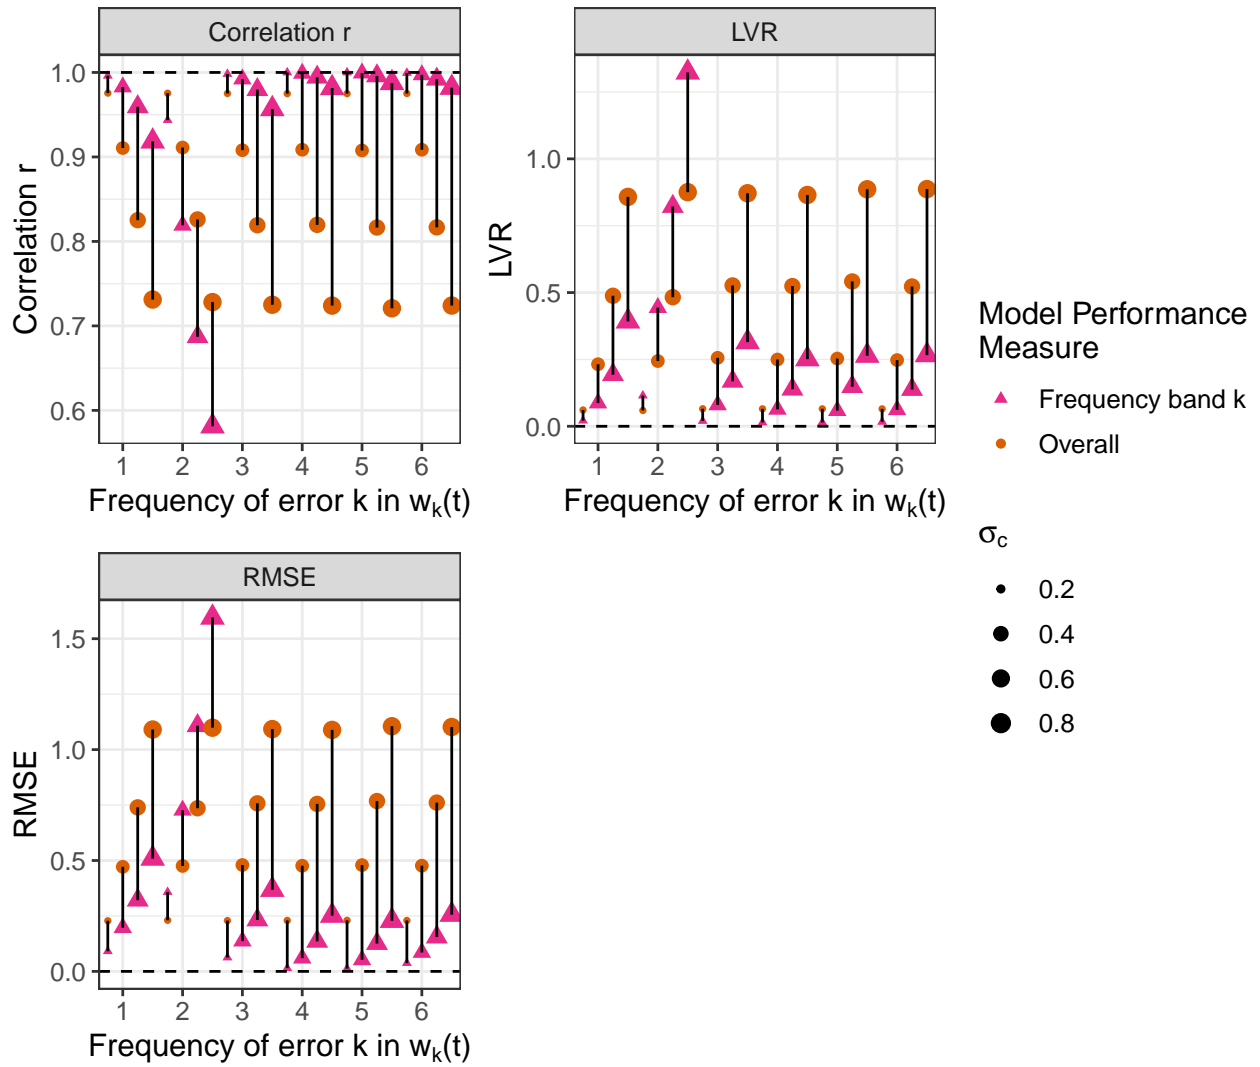 Correlation r
1.0
0.9
0.8
0.7
0.6
Correlation r
1 2 3 4 5 6
Frequency of error k in wk(t)
LVR
1.0
0.5
0.0
LVR
1 2 3 4 5 6
Frequency of error k in wk(t)
RMSE
1.5
1.0
0.5
0.0
RMSE
1 2 3 4 5 6
Frequency of error k in wk(t)
Model Performance
Measure
Frequency band k
Overall
σc
0.2
0.4
0.6
0.8